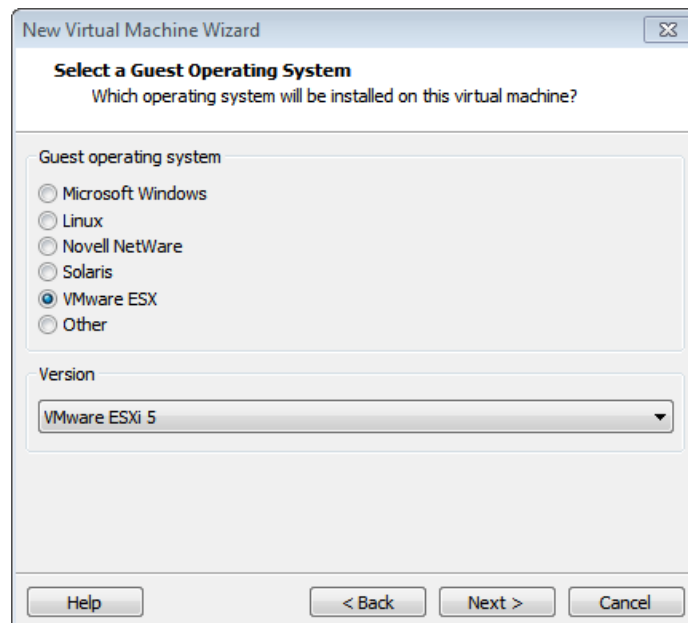 New Virtual Machine Wizard
Select a Guest Operating System
Which operating system will be installed on this virtual machine?
Guest operating system
Microsoft Windows
Linux
Novell NetWare
Solaris
VMware ESX
Other
Version
VMware ESXi 5
Help
< Back
Next >
Cancel